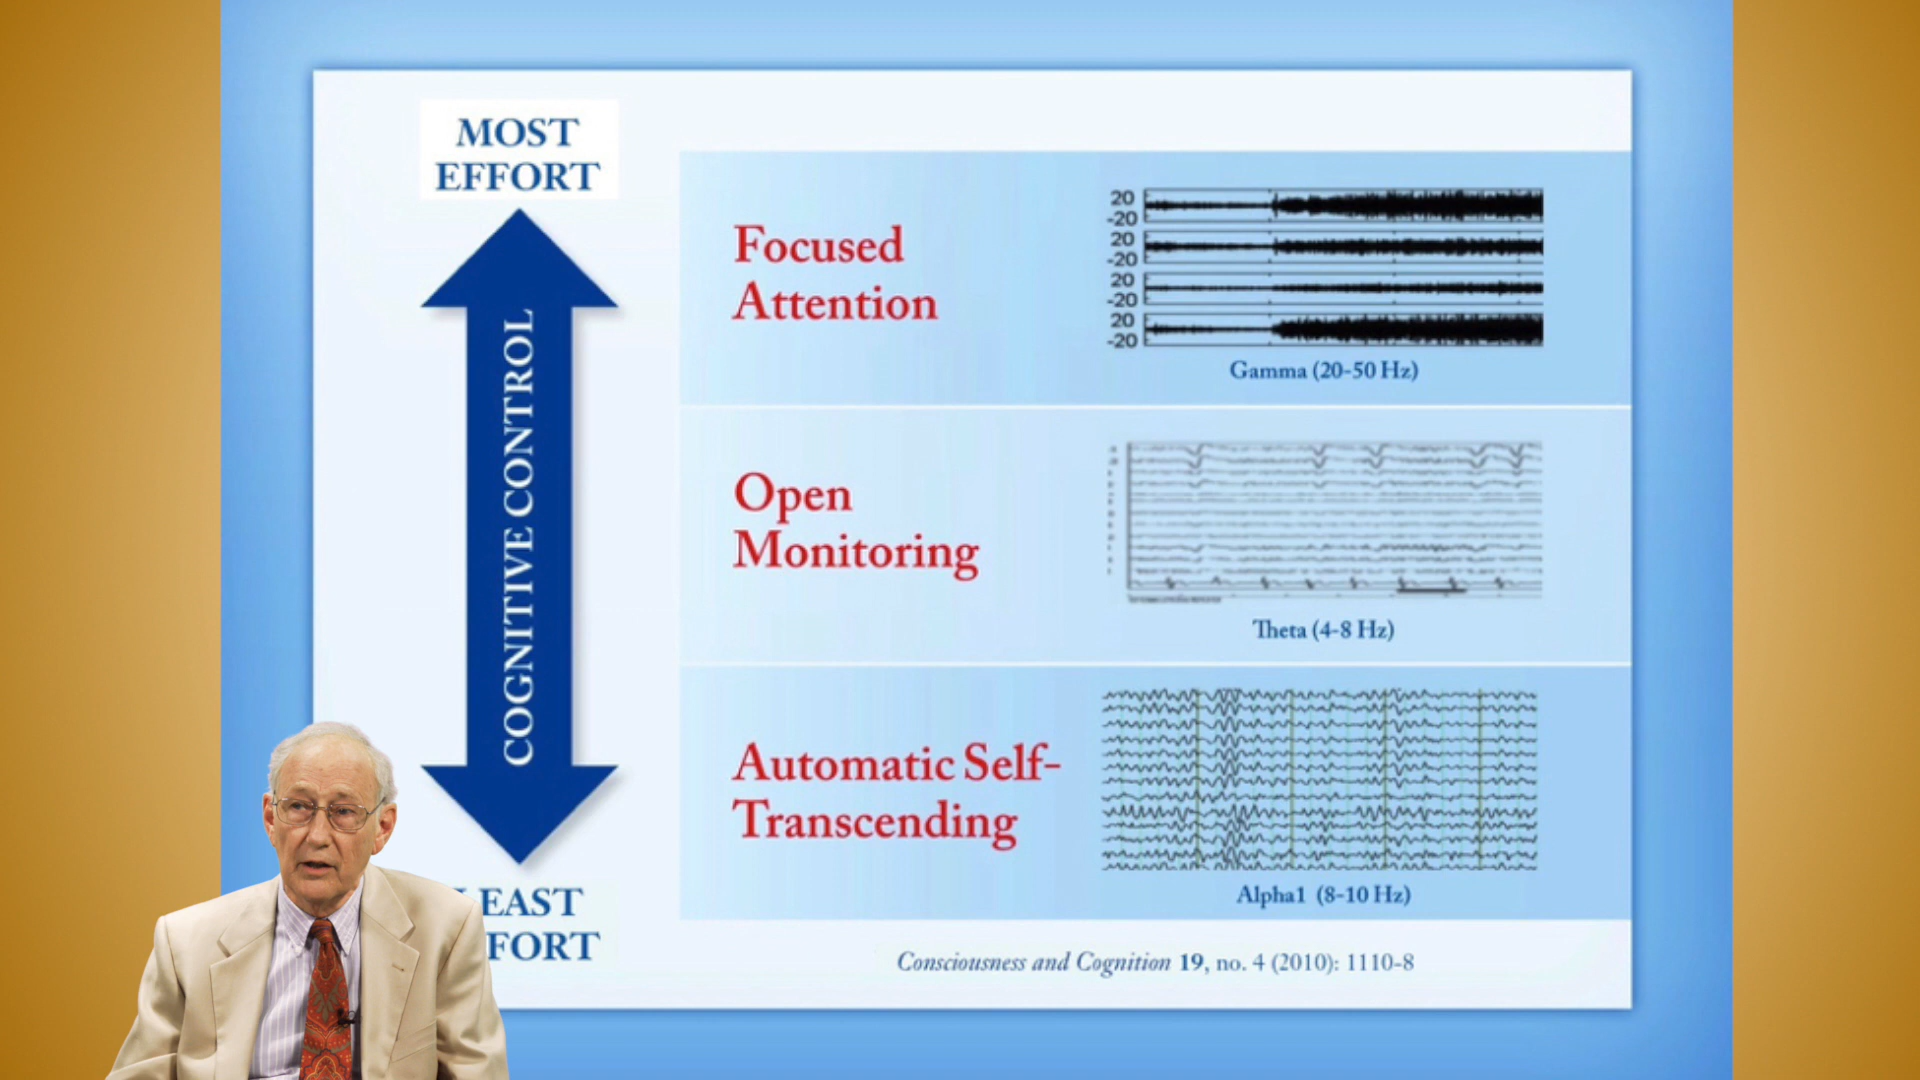 MOST
EFFORT
COGNITIVE CONTROL
Focused
Attention
20
-20
20
-20
20
-20
20
-20
Gamma (20-50 Hz)
Open
Monitoring
Theta (4-8 Hz)
Automatic Self-
Transcending
Alpha1 (8-10 Hz)
EAST
FORT
Consciousness and Cognition 19, no. 4 (2010): 1110-8